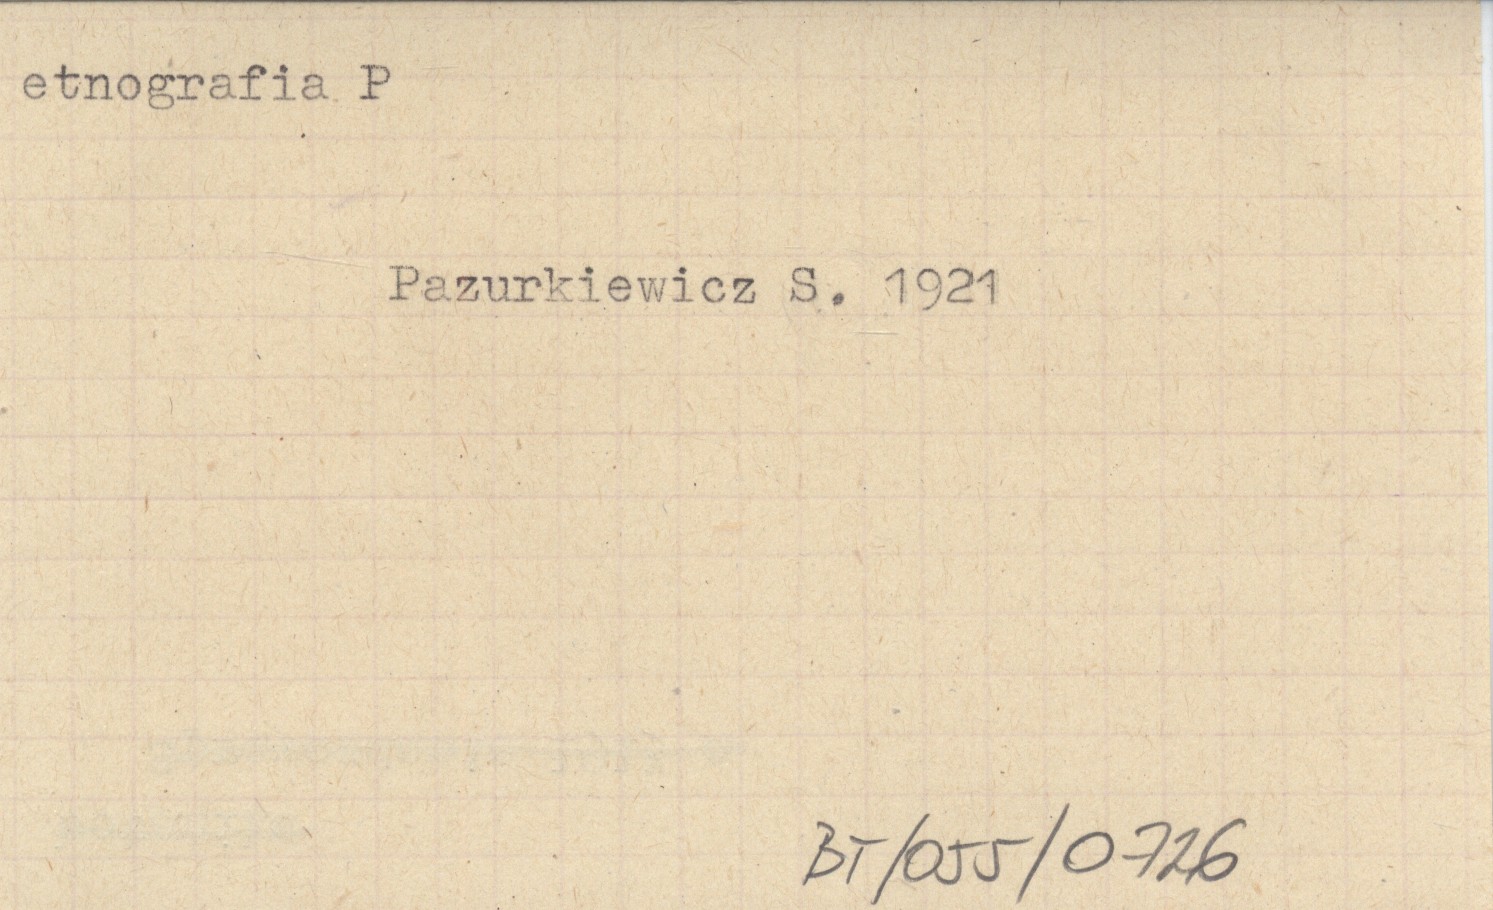 etnografia P
Pazurkiewicz S. 1921
BT/055/0726